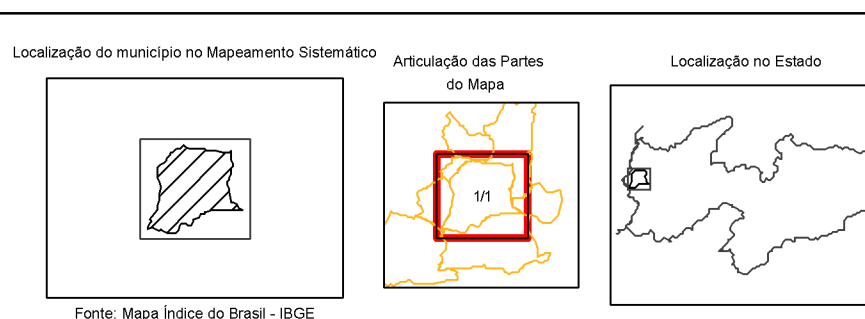 Localização do município no Mapeamento Sistemático
Articulação das Partes
do Mapa
Localização no Estado
1/1
Fonte: Mapa Índice do Brasil - IBGE